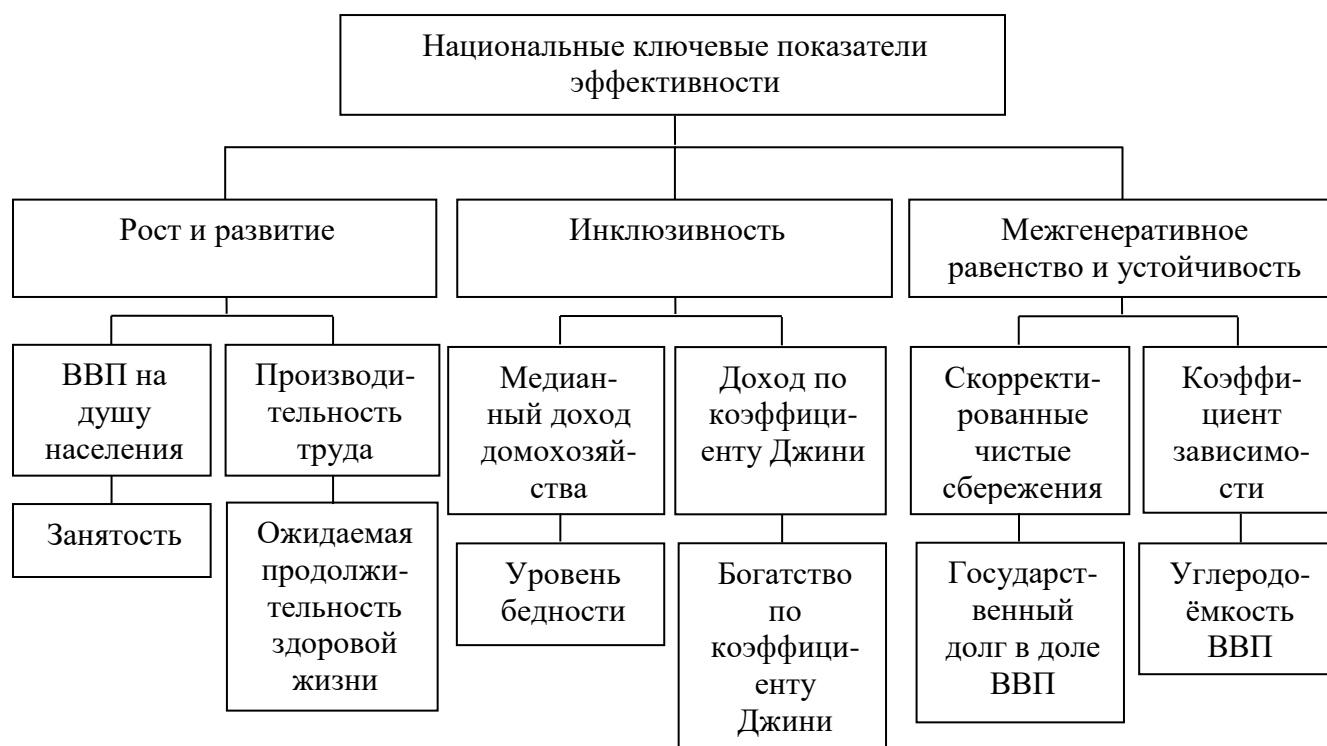 Национальные ключевые показатели
эффективности
Рост и развитие
Инклюзивность
Межгенеративное
равенство и устойчивость
ВВП на
душу
населения
Производи-
тельность
труда
Медиан-
ный доход
домохозяй-
ства
Доход по
коэффици-
енту Джини
Скорректи-
рованные
чистые
сбережения
Коэффи-
циент
зависимо-
сти
Занятость
Ожидаемая
продолжи-
тельность
здоровой
жизни
Уровень
бедности
Богатство
по
коэффици-
енту
Джини
Государст-
венный
долг в доле
ВВП
Углеродо-
ёмкость
ВВП